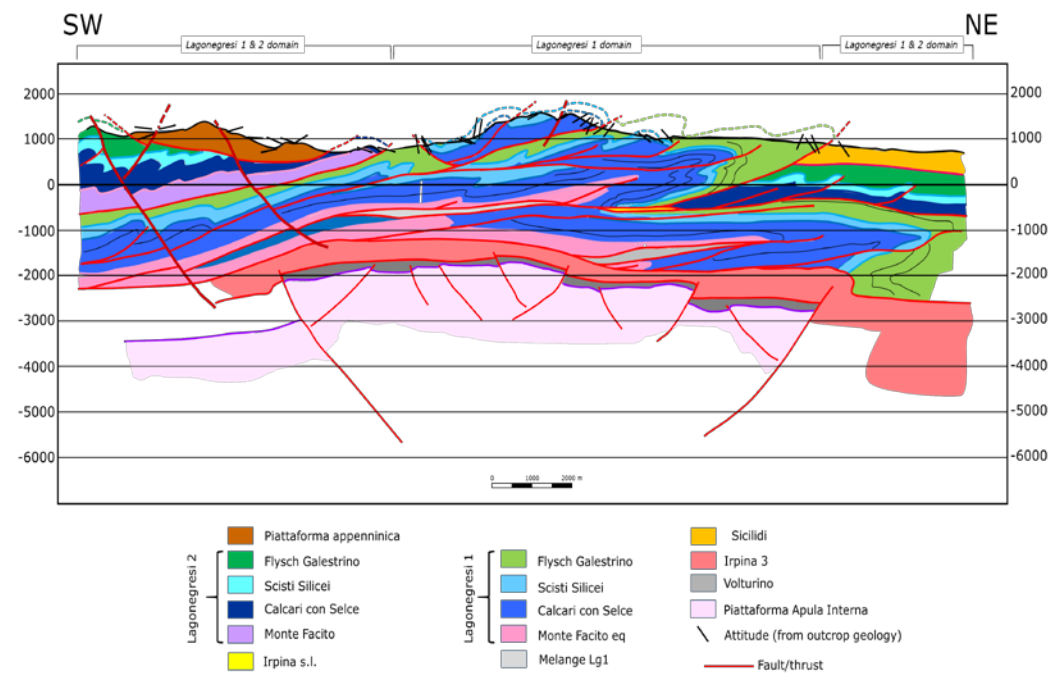 SW
NE
Lagonegresi 1 & 2 domain
Lagonegresi 1 domain
Lagonegresi 1 & 2 domain
2000
2000
1000
1000
0
0
-1000
-1000
-2000
-2000
-3000
-3000
-4000
-4000
-5000
-5000
-6000
-6000
0 1000 2000 m
Lagonegresi 2
Piattaforma appenninica
Flysch Galestrino
Scisti Silicei
Calcari con Selce
Monte Facito
Irpina s.l.
Lagonegresi 1
Flysch Galestrino
Scisti Silicei
Calcari con Selce
Monte Facito eq
Melange Lg1
Sicilidi
Irpina 3
Volturino
Piattaforma Apula Interna
Attitude (from outcrop geology)
Fault/thrust